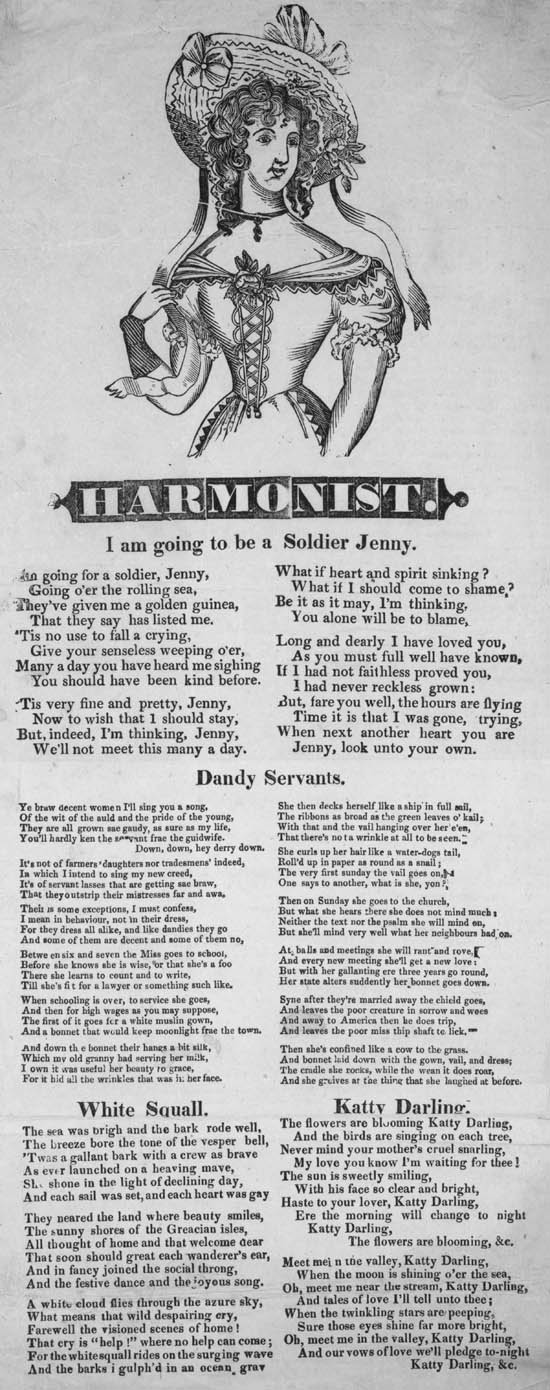 HARMONIST.
I am going to be a Soldier Jenny.
going for a soldier, Jenny,
Going o'er the rolling sea,
They've given me a golden guinea,
That they say has listed me.
'Tis no use to fall a crying,
Give your senseless weeping o'er,
Many a day you have heard me sighing
You should have been kind before.
'Tis very fine and pretty, Jenny,
Now to wish that I should stay,
But, indeed, I'm thinking, Jenny,
We'll not meet this many a day.
What if heart and spirit sinking?
What if I should come to shame?
Be it as it may, I'm thinking,
You alone will be to blame,
Long and dearly I have loved you,
As you must full well have known,
If I had not faithless proved you,
I had never reckless grown:
But, fare you well, the hours are flying
Time it is that I was gone, trying,
When next another heart you are
Jenny, look unto your own.
Dandy Servants.
Ye braw decent women I'll sing you a song,
Of the wit of the auld and the pride of the young,
They are all grown sae gaudy, as sure as my life,
You'll hardly ken the servant frae the guidwife.
Down, down, hey derry down.
It's not of farmers' daughters nor tradesmens' indeed,
In which I intend to sing my new creed,
It's of servant lasses that are getting sae braw,
That they outstrip their mistresses far and awa.
Their is some exceptions, I must confess,
I mean in behaviour, not in their dress,
For they dress all alike, and like dandies they go
And some of them are decent and some of them no,
Betwe en six and seven the Miss goes to school,
Before she knows she is wise, or that she's a foo
There she learns to count and to write,
Till she's fit for a lawyer or something such like.
When schooling is over, to service she goes,
And then for high wages as you may suppose,
The first of it goes for a white muslin gown,
And a bonnet that would keep moonlight frae the town.
And down the bonnet their hangs a bit silk,
Which my old granny had serving her milk,
I own it was useful her beauty to grace,
For it hid all the wrinkles that was in her face.
She then decks herself like a ship in full sail,
The ribbons as broad as the green leaves o' kail;
With that and the vail hanging over her e'en,
That there's no t a wrinkle at all to be seen.
She curls up her hair like a water-dogs tail,
Roll'd up in paper as round as a snail;
The very first sunday the vail goes on,
One says to another, what is she, yon?
Then on Sunday she goes to the church,
But what she hears there she does not mind much;
Neither the text nor the psalm she will mind on,
But she'll mind very well what her neighbours had on.
At balls and meetings she will rant and rove,
And every new meeting she'll get a new love:
But with her gallanting ere three years go round,
Her state alters suddenly her bonnet goes down.
Syne after they're married away the chield goes,
And leaves the poor creature in sorrow and woes
And away to America then he does trip,
And leaves the poor miss thip shaft to lick.
Then she's confined like a cow to the grass.
And bonnet laid down with the gown, vail, and dress;
The cradle she rocks, while the wean it does roar,
And she greives at the thing that she laughed at before.
White Squall.
The sea was brigh and the bark rode well,
The breeze bore the tone of the vesper bell,
'Twas a gallant bark with a crew as brave
As ever launched on a heaving mave,
She shone in the light of declining day,
And each sail was set, and each heart was gay
They neared the land where beauty smiles,
The sunny shores of the Greacian isles,
All thought of home and that welcome dear
That soon should great each wanderer's ear,
And in fancy joined the social throng,
And the festive dance and the joyous song.
A white cloud flies through the azure sky,
What means that wild despairing cry,
Farewell the visioned scenes of home!
That cry is "help!" where no help can come;
For the white squall rides on the surging wave
And the barks i gulph'd in an ocean grav
Katty Darling.
The flowers are blooming Katty Darling,
And the birds are singing on each tree,
Never mind your mother's cruel snarling,
My love you know I'm waiting for thee!
The sun is sweetly smiling,
With his face so clear and bright,
Haste to your lover, Katty Darling,
Ere the morning will change to night
Katty Darling,
The flowers are blooming, &c.
Meet me i n the valley, Katty Darling,
When the moon is shining o'er the sea,
Oh, meet me near the stream, Katty Darling,
And tales of love I'll tell unto thee;
When the twinkling stars are peeping,
Sure those eyes shine far more bright,
Oh, meet me in the valley, Katty Darling,
And our vows of love we'll pledge to-night
Katty Darling, &c.